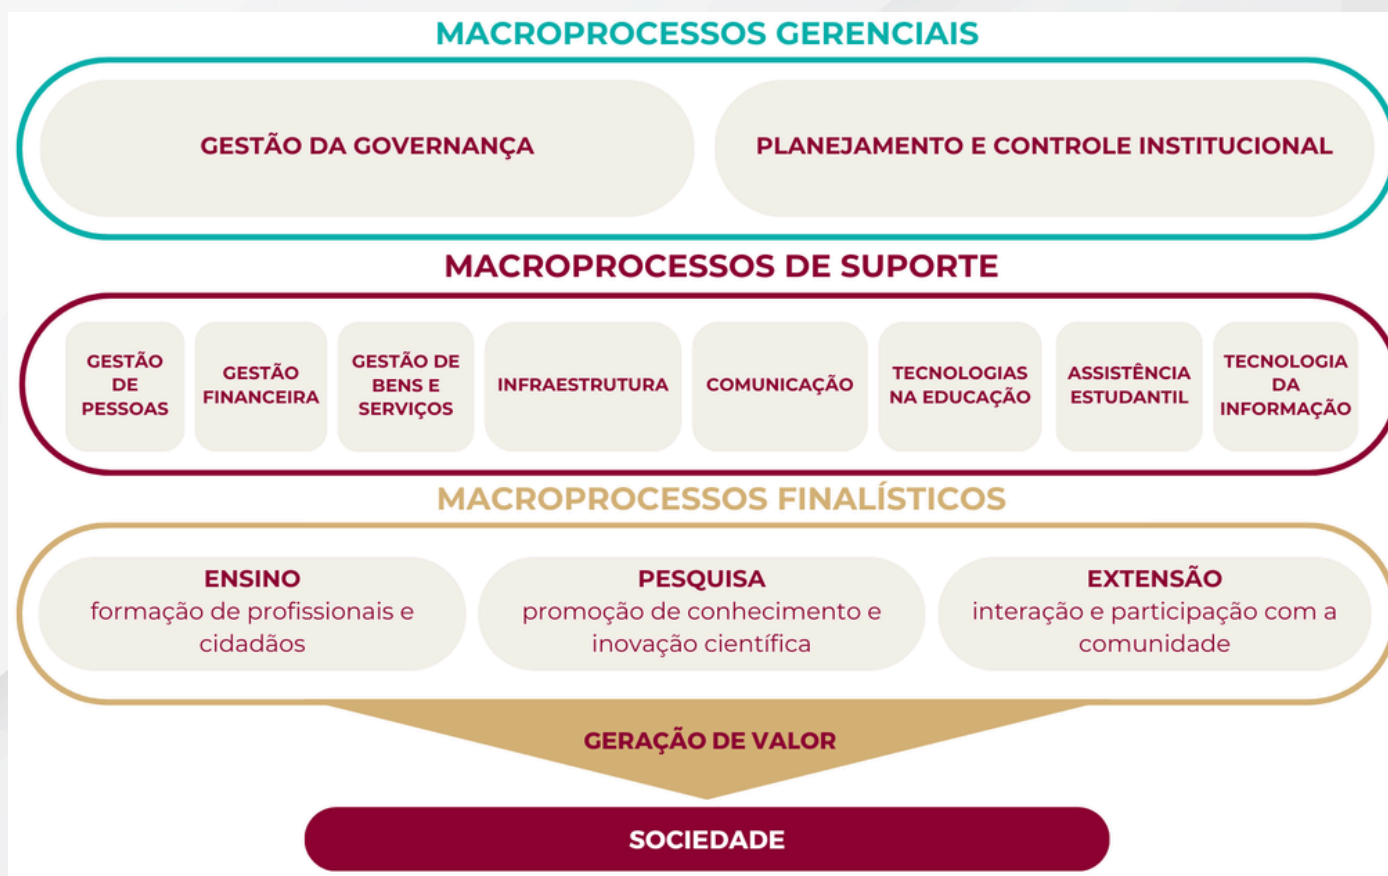 MACROPROCESSOS GERENCIAIS
GESTÃO DA GOVERNANÇA
PLANEJAMENTO E CONTROLE INSTITUCIONAL
MACROPROCESSOS DE SUPORTE
GESTÃO
DE
PESSOAS
GESTÃO
FINANCEIRA
GESTÃO DE
BENS E
SERVIÇOS
INFRAESTRUTURA
COMUNICAÇÃO
TECNOLOGIAS
NA EDUCAÇÃO
ASSISTÊNCIA
ESTUDANTIL
TECNOLOGIA
DA
INFORMAÇÃO
MACROPROCESSOS FINALÍSTICOS
ENSINO
formação de profissionais e
cidadãos
PESQUISA
promoção de conhecimento e
inovação científica
EXTENSÃO
interação e participação com a
comunidade
GERAÇÃO DE VALOR
SOCIEDADE